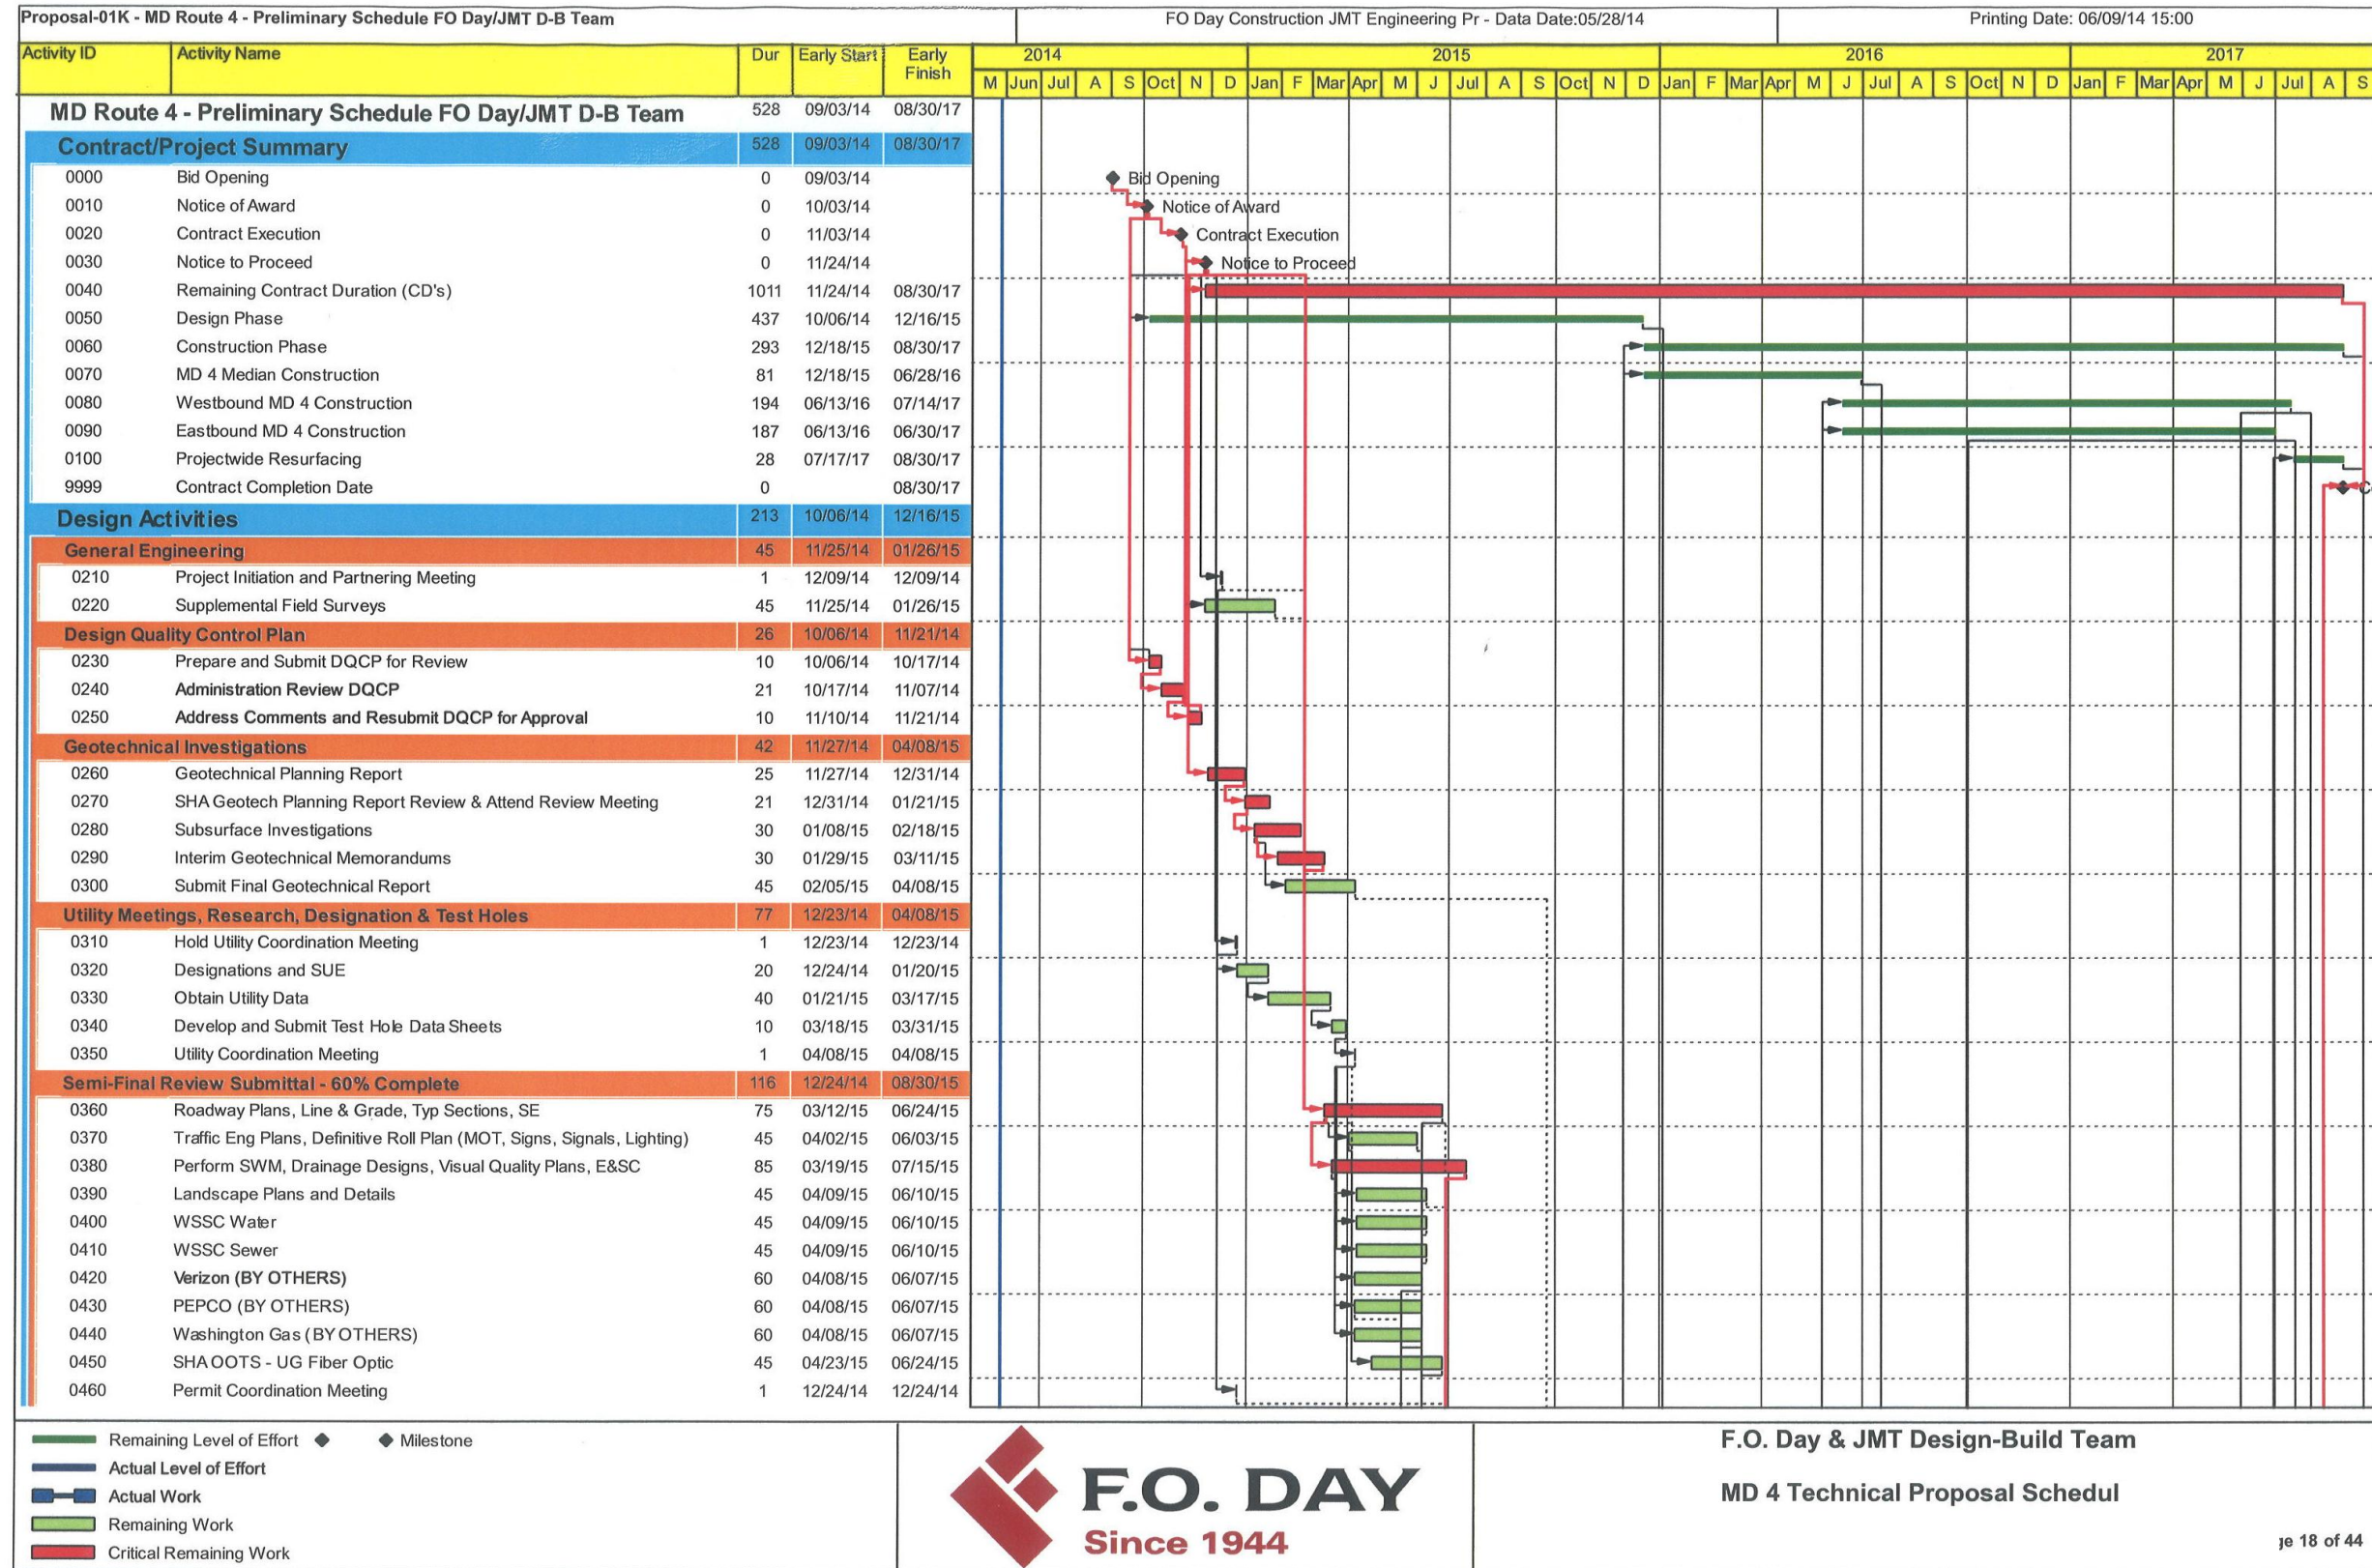 Proposal-01K - MD Route 4 - Preliminary Schedule FO Day/JMT D-B Team FO Day Construction JMT Engineering Pr - Data Date:05/28/14 Printing Date: 06/09/14 15:00
Activity ID Activity Name Dur Early Start Early Finish 2014 2015 2016 2017
M Jun Jul A S Oct N D Jan F Mar Apr M J Jul A S Oct N D Jan F Mar Apr M J Jul A S Oct N D Jan F Mar Apr M J Jul A S
MD Route 4 - Preliminary Schedule FO Day/JMT D-B Team 528 09/03/14 08/30/17
Contract/Project Summary 528 09/03/14 08/30/17
0000 Bid Opening 0 09/03/14 Bid Opening
0010 Notice of Award 0 10/03/14 Notice of Award
0020 Contract Execution 0 11/03/14 Contract Execution
0030 Notice to Proceed 0 11/24/14 Notice to Proceed
0040 Remaining Contract Duration (CD's) 1011 11/24/14 08/30/17
0050 Design Phase 437 10/06/14 12/16/15
0060 Construction Phase 293 12/18/15 08/30/17
0070 MD 4 Median Construction 81 12/18/15 06/28/16
0080 Westbound MD 4 Construction 194 06/13/16 07/14/17
0090 Eastbound MD 4 Construction 187 06/13/16 06/30/17
0100 Projectwide Resurfacing 28 07/17/17 08/30/17
9999 Contract Completion Date 0 08/30/17
Design Activities 213 10/06/14 12/16/15
General Engineering 45 11/25/14 01/26/15
0210 Project Initiation and Partnering Meeting 1 12/09/14 12/09/14
0220 Supplemental Field Surveys 45 11/25/14 01/26/15
Design Quality Control Plan 26 10/06/14 11/21/14
0230 Prepare and Submit DQCP for Review 10 10/06/14 10/17/14
0240 Administration Review DQCP 21 10/17/14 11/07/14
0250 Address Comments and Resubmit DQCP for Approval 10 11/10/14 11/21/14
Geotechnical Investigations 42 11/27/14 04/08/15
0260 Geotechnical Planning Report 25 11/27/14 12/31/14
0270 SHA Geotech Planning Report Review & Attend Review Meeting 21 12/31/14 01/21/15
0280 Subsurface Investigations 30 01/08/15 02/18/15
0290 Interim Geotechnical Memorandums 30 01/29/15 03/11/15
0300 Submit Final Geotechnical Report 45 02/05/15 04/08/15
Utility Meetings, Research, Designation & Test Holes 77 12/23/14 04/08/15
0310 Hold Utility Coordination Meeting 1 12/23/14 12/23/14
0320 Designations and SUE 20 12/24/14 01/20/15
0330 Obtain Utility Data 40 01/21/15 03/17/15
0340 Develop and Submit Test Hole Data Sheets 10 03/18/15 03/31/15
0350 Utility Coordination Meeting 1 04/08/15 04/08/15
Semi-Final Review Submittal - 60% Complete 116 12/24/14 08/30/15
0360 Roadway Plans, Line & Grade, Typ Sections, SE 75 03/12/15 06/24/15
0370 Traffic Eng Plans, Definitive Roll Plan (MOT, Signs, Signals, Lighting) 45 04/02/15 06/03/15
0380 Perform SWM, Drainage Designs, Visual Quality Plans, E&SC 85 03/19/15 07/15/15
0390 Landscape Plans and Details 45 04/09/15 06/10/15
0400 WSSC Water 45 04/09/15 06/10/15
0410 WSSC Sewer 45 04/09/15 06/10/15
0420 Verizon (BY OTHERS) 60 04/08/15 06/07/15
0430 PEPCO (BY OTHERS) 60 04/08/15 06/07/15
0440 Washington Gas (BY OTHERS) 60 04/08/15 06/07/15
0450 SHA OOTS - UG Fiber Optic 45 04/23/15 06/24/15
0460 Permit Coordination Meeting 1 12/24/14 12/24/14
Remaining Level of Effort Milestone
Actual Level of Effort
Actual Work
Remaining Work
Critical Remaining Work
F.O. DAY
Since 1944
F.O. Day & JMT Design-Build Team
MD 4 Technical Proposal Schedul
18 of 44